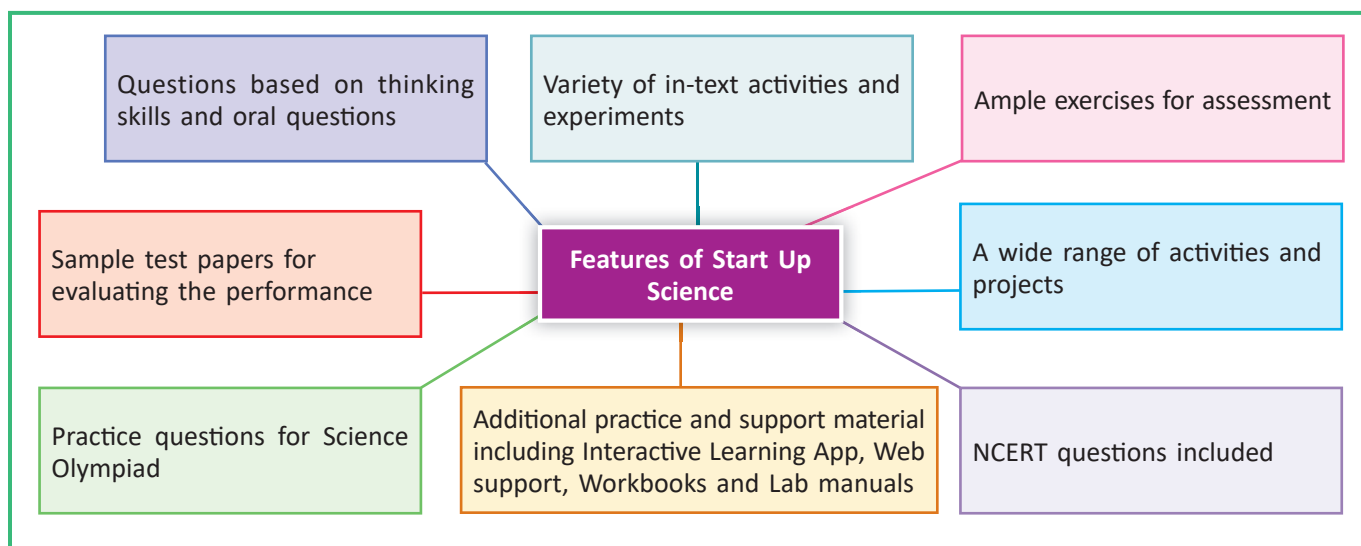 Questions based on thinking
skills and oral questions
Variety of in-text activities and
experiments
Ample exercises for assessment
Sample test papers for
evaluating the performance
Features of Start Up
Science
A wide range of activities and
projects
Practice questions for Science
Olympiad
Additional practice and support material
including Interactive Learning App, Web
support, Workbooks and Lab manuals
NCERT questions included